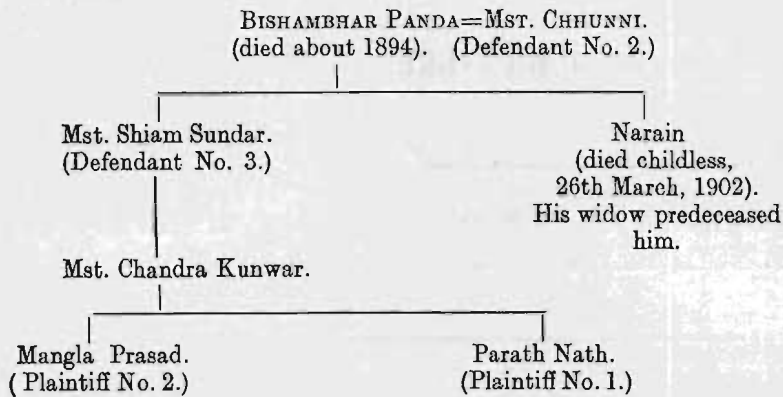 BISHAMBHAR PANDA=MST. CHHUNNI.
(died about 1894). (Defendant No. 2.)
Mst. Shiam Sundar. Narain
(Defendant No. 3.) (died childless,
26th March, 1902).
His widow predeceased
him.
Mst. Chandra Kunwar.
Mangla Prasad. Parath Nath.
(Plaintiff No. 2.) (Plaintiff No. 1.)